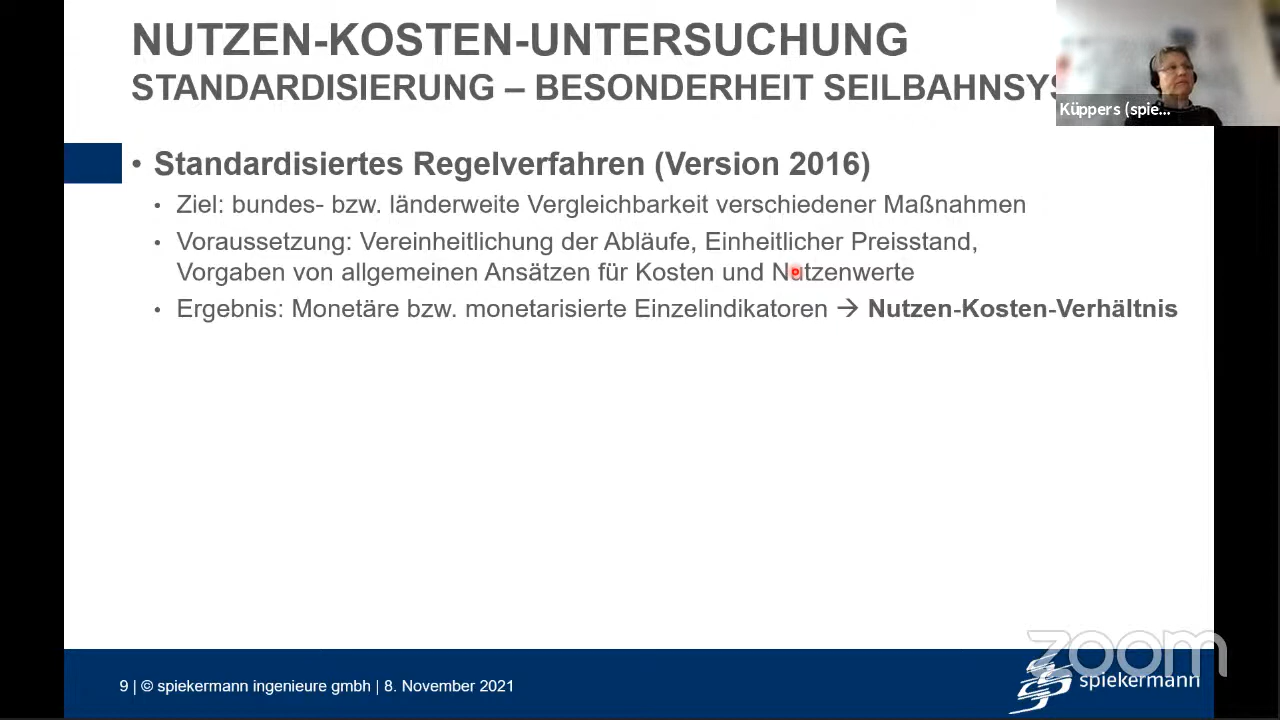 NUTZEN-KOSTEN-UNTERSUCHUNG
STANDARDISIERUNG – BESONDERHEIT SEILBAHNSYS
Küppers (spie...
• Standardisiertes Regelverfahren (Version 2016)
• Ziel: bundes- bzw. länderweite Vergleichbarkeit verschiedener Maßnahmen
• Voraussetzung: Vereinheitlichung der Abläufe, Einheitlicher Preisstand,
Vorgaben von allgemeinen Ansätzen für Kosten und Nutzenwerte
• Ergebnis: Monetäre bzw. monetarisierte Einzelindikatoren → Nutzen-Kosten-Verhältnis
zoom
9 | © spiekermann ingenieure gmbh | 8. November 2021
spiekermann